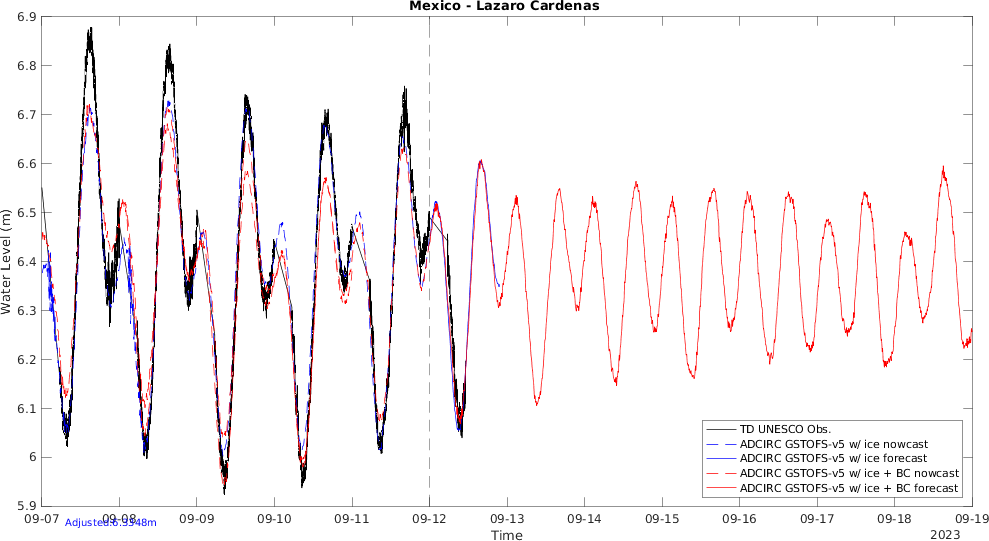 Mexico - Lazaro Cardenas
6.9
6.8
6.7
6.6
6.5
6.4
6.3
6.2
6.1
6
5.9
Water Level (m)
TD UNESCO Obs.
ADCIRC GSTOFS-v5 w/ ice nowcast
ADCIRC GSTOFS-v5 w/ ice forecast
ADCIRC GSTOFS-v5 w/ ice + BC nowcast
ADCIRC GSTOFS-v5 w/ ice + BC forecast
09-07 09-08 09-09 09-10 09-11 09-12 09-13 09-14 09-15 09-16 09-17 09-18 09-19
Adjusted:6.3348m
Time
2023